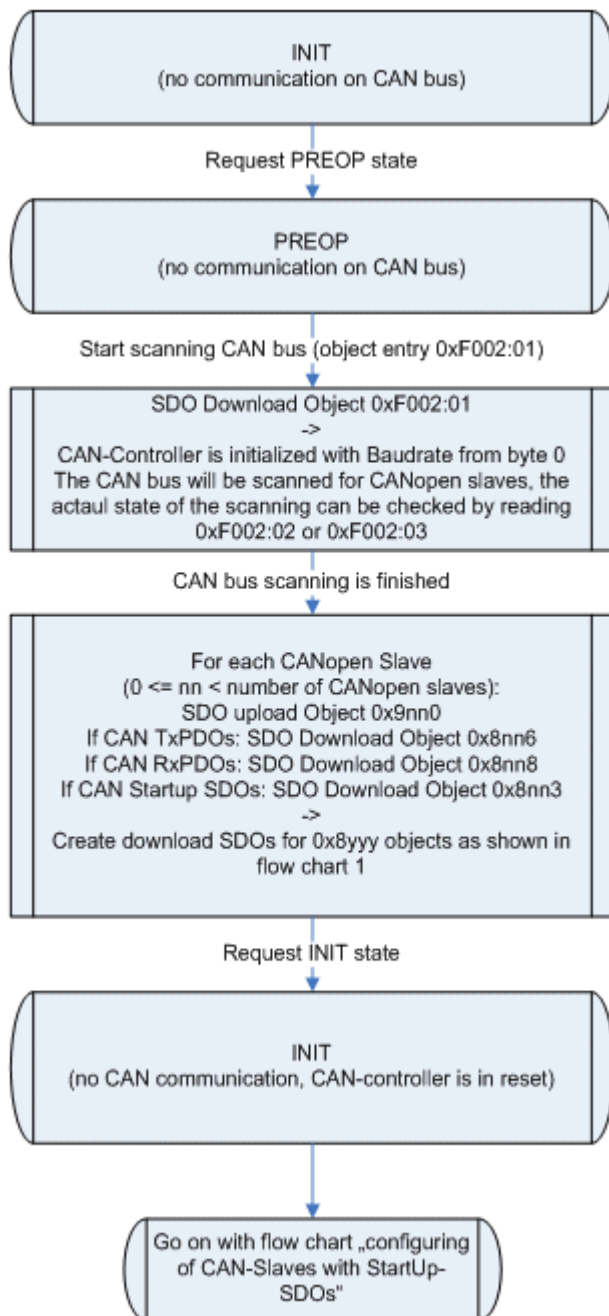 INIT
(no communication on CAN bus)
Request PREOP state
PREOP
(no communication on CAN bus)
Start scanning CAN bus (object entry 0xF002:01)
SDO Download Object 0xF002:01
->
CAN-Controller is initialized with Baudrate from byte 0
The CAN bus will be scanned for CANopen slaves, the
actaul state of the scanning can be checked by reading
0xF002:02 or 0xF002:03
CAN bus scanning is finished
For each CANopen Slave
(0 <= nn < number of CANopen slaves):
SDO upload Object 0x9nn0
If CAN TxPDOs: SDO Download Object 0x8nn6
If CAN RxPDOs: SDO Download Object 0x8nn8
If CAN Startup SDOs: SDO Download Object 0x8nn3
->
Create download SDOs for 0x8yyy objects as shown in
flow chart 1
Request INIT state
INIT
(no CAN communication, CAN-controller is in reset)
Go on with flow chart „configuring
of CAN-Slaves with StartUp-
SDOs“